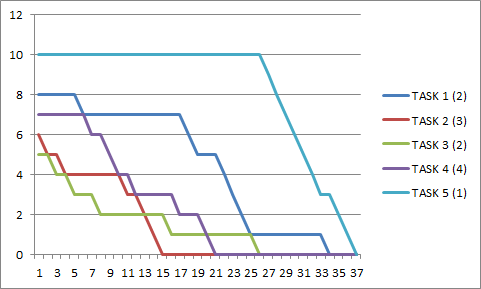 12
10
8
6
4
2
0
1 3 5 7 9 11 13 15 17 19 21 23 25 27 29 31 33 35 37
TASK 1 (2)
TASK 2 (3)
TASK 3 (2)
TASK 4 (4)
TASK 5 (1)